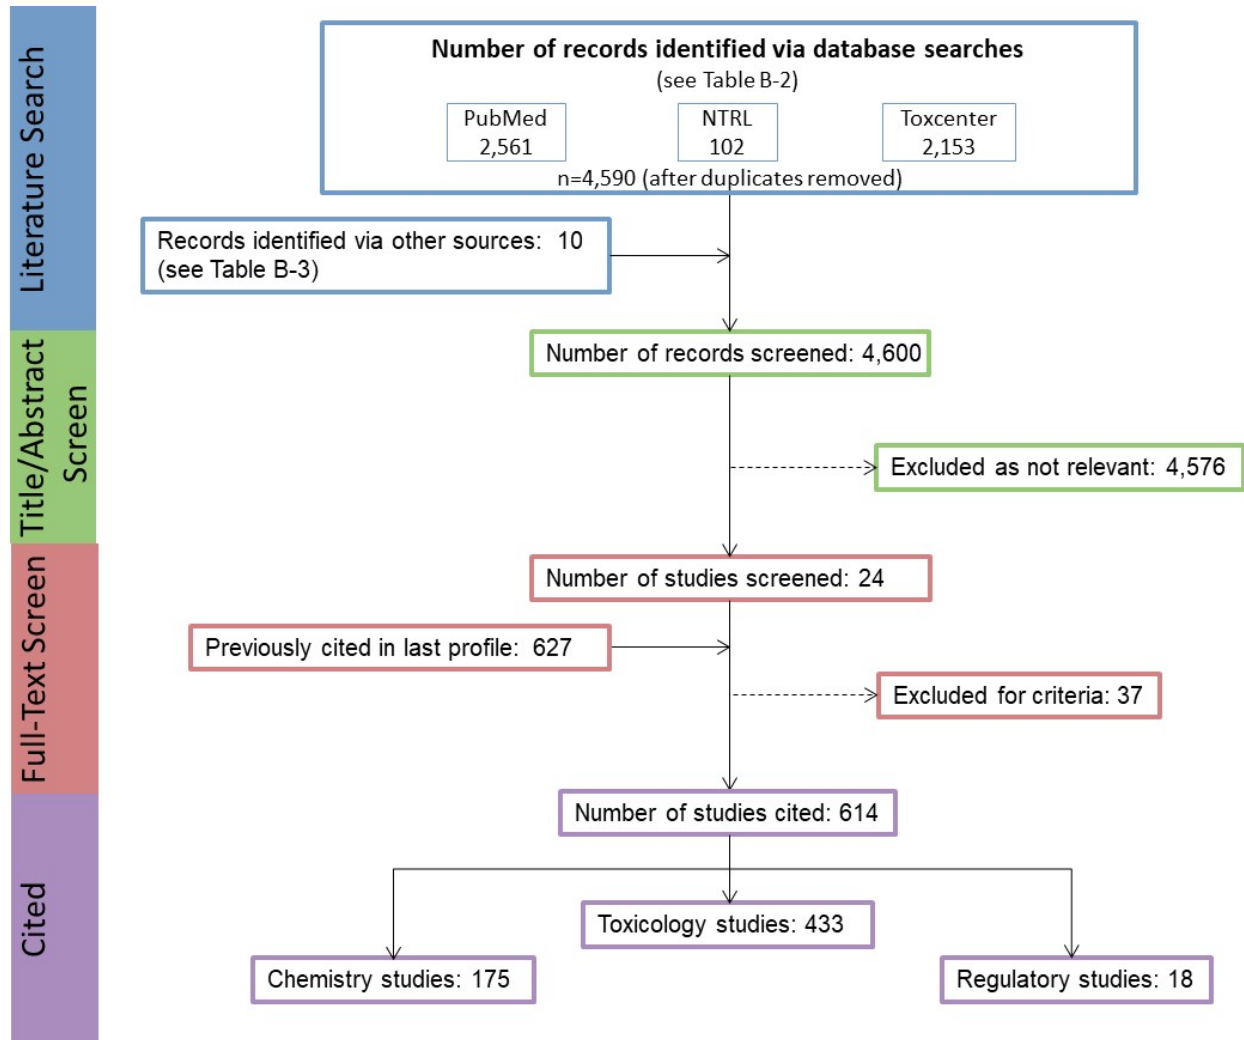 Literature Search
Number of records identified via database searches
(see Table B-2)
PubMed
2,561
NTRL
102
Toxcenter
2,153
n=4,590 (after duplicates removed)
Records identified via other sources: 10
(see Table B-3)
Title/Abstract
Screen
Number of records screened: 4,600
Excluded as not relevant: 4,576
Full-Text Screen
Number of studies screened: 24
Previously cited in last profile: 627
Excluded for criteria: 37
Cited
Number of studies cited: 614
Toxicology studies: 433
Chemistry studies: 175
Regulatory studies: 18